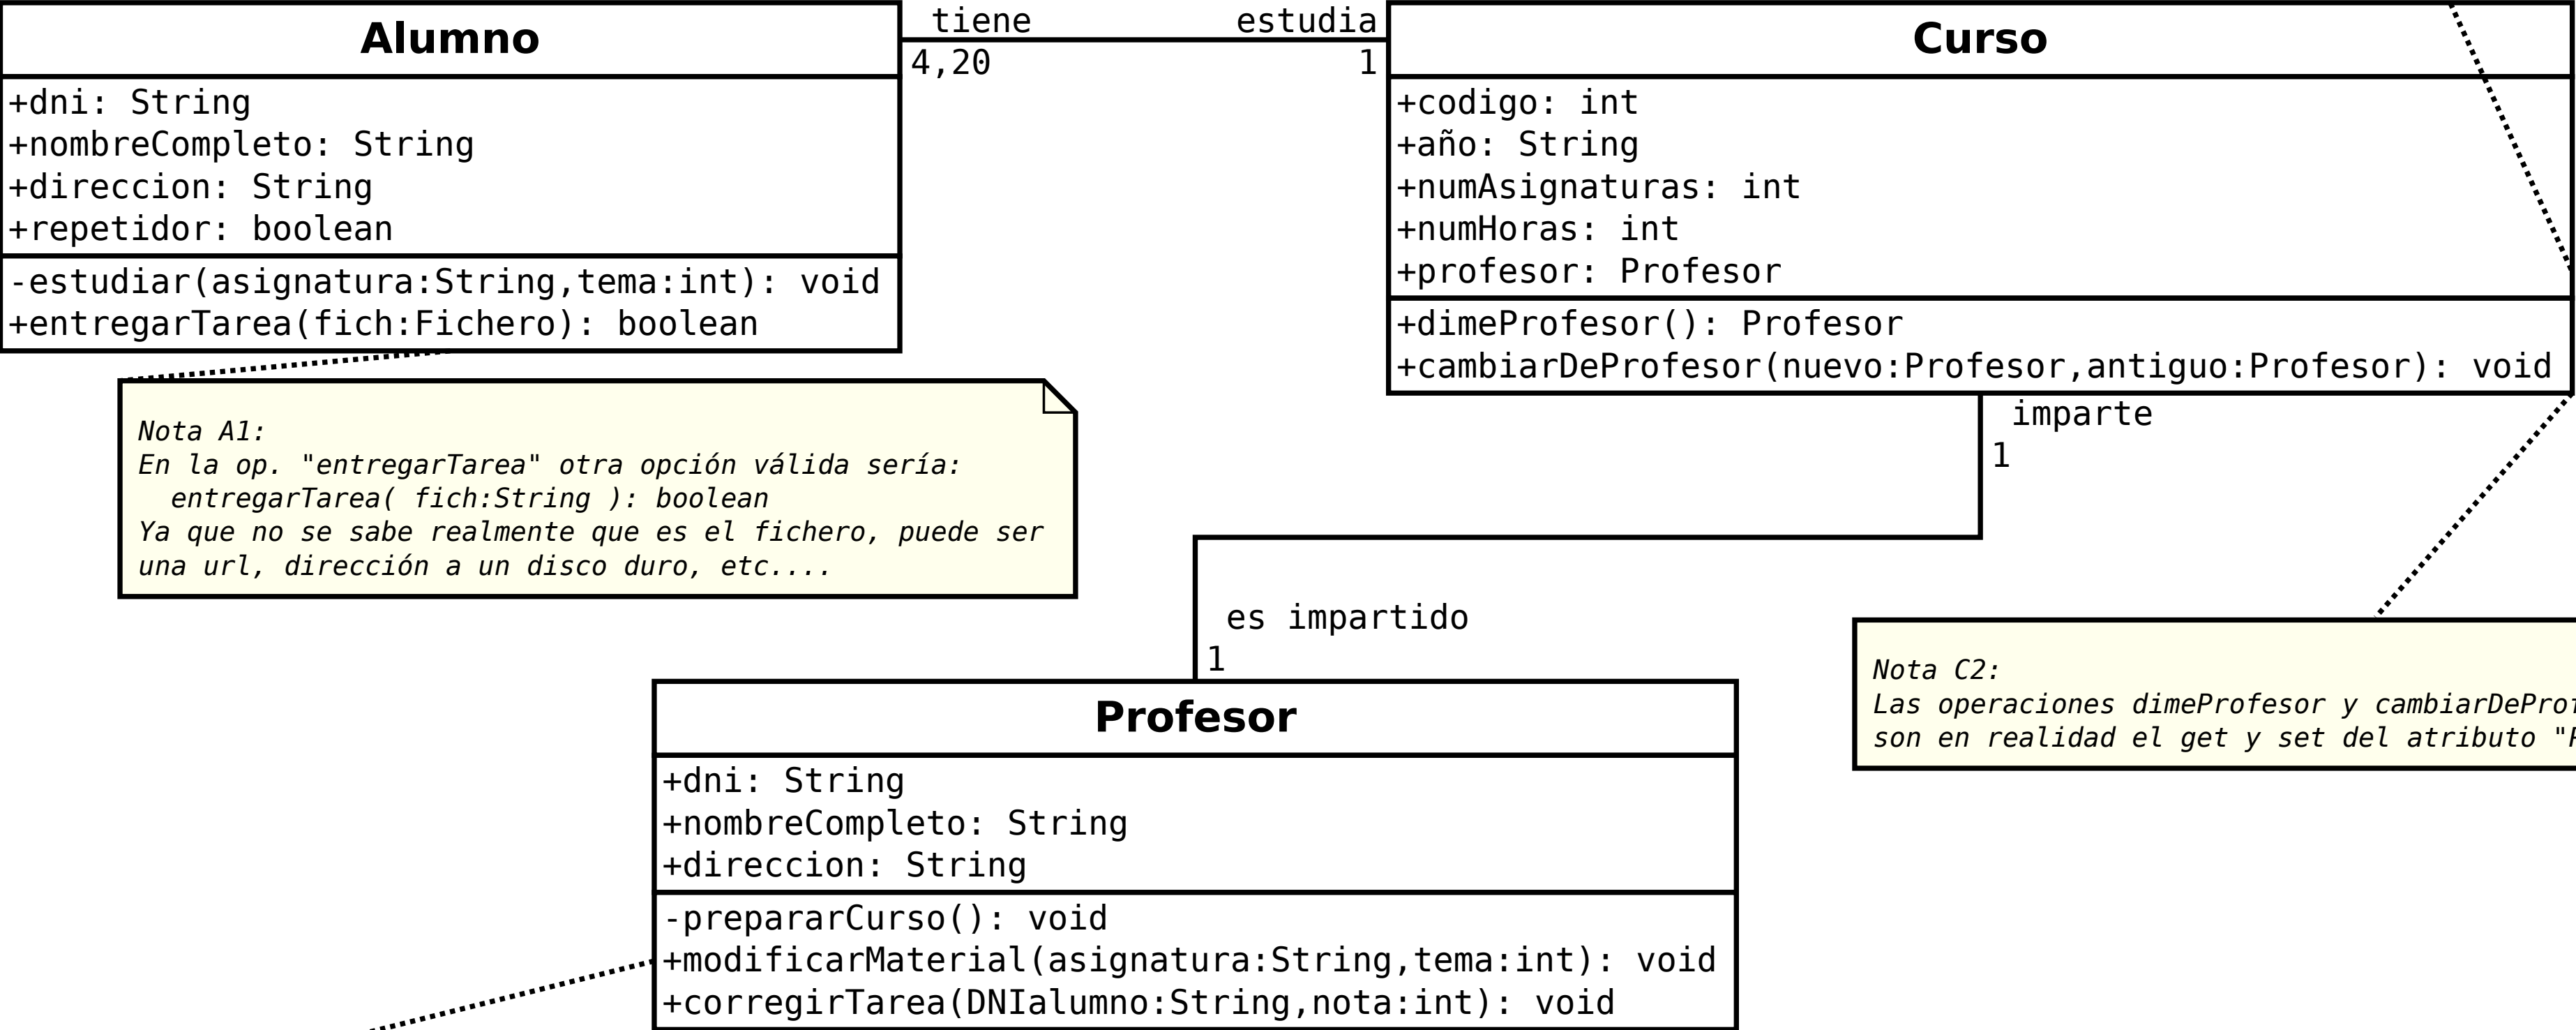 Alumno
+dni: String
+nombreCompleto: String
+direccion: String
+repetidor: boolean
-estudiar(asignatura:String,tema:int): void
+entregarTarea(fich:Fichero): boolean
tiene
4,20
estudia
1
Curso
+codigo: int
+año: String
+numAsignaturas: int
+numHoras: int
+profesor: Profesor
+dimeProfesor(): Profesor
+cambiarDeProfesor(nuevo:Profesor,antiguo:Profesor): void
Nota A1:
En la op. "entregarTarea" otra opción válida sería:
entregarTarea( fich:String ): boolean
Ya que no se sabe realmente que es el fichero, puede ser
una url, dirección a un disco duro, etc....
imparte
1
es impartido
1
Nota C2:
Las operaciones dimeProfesor y
son en realidad el get y set del atributo
Profesor
+dni: String
+nombreCompleto: String
+direccion: String
-prepararCurso(): void
+modificarMaterial(asignatura:String,tema:int): void
+corregirTarea(DNIalumno:String,nota:int): void